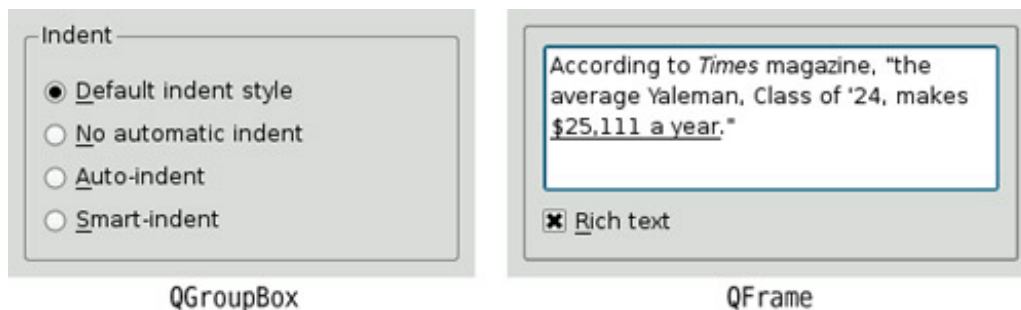 Indent
Default indent style
No automatic indent
Auto-indent
Smart-indent
QGroupBox
According to Times magazine, "the
average Yaleman, Class of '24, makes
$25,111 a year."
Rich text
QFrame